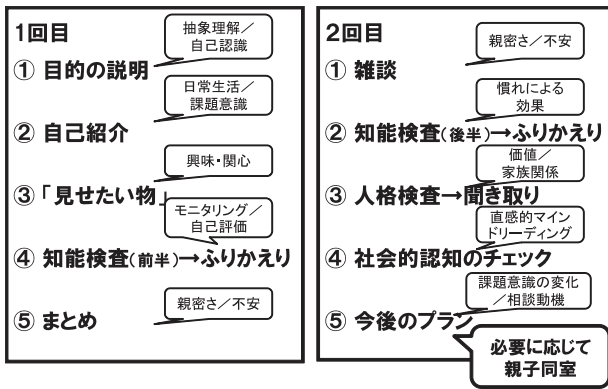 1回目
抽象理解／
自己認識
① 目的の説明
日常生活／
課題意識
② 自己紹介
興味・関心
③ 「見せたい物」
モニタリング／
自己評価
④ 知能検査(前半)→ふりかえり
親密さ／不安
⑤ まとめ
2回目
親密さ／不安
① 雑談
慣れによる
効果
② 知能検査(後半)→ふりかえり
価値／
家族関係
③ 人格検査→聞き取り
直感的マイン
ドリーディング
④ 社会的認知のチェック
課題意識の変化
／相談動機
⑤ 今後のプラン
必要に応じて
親子同室